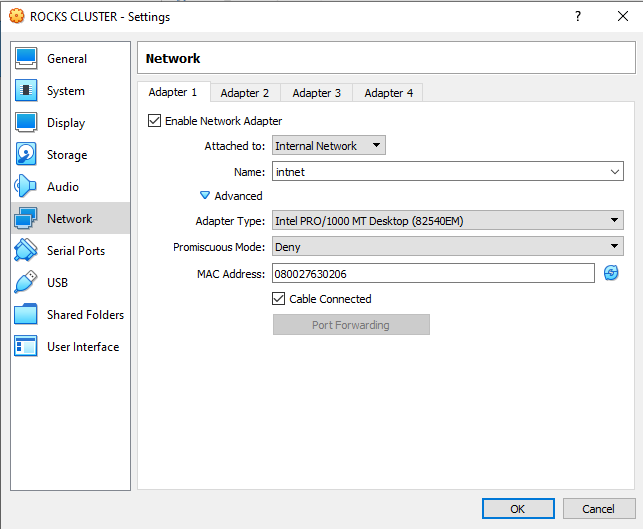 ROCKS CLUSTER - Settings
?
General
System
Display
Storage
Audio
Network
Serial Ports
USB
Shared Folders
User Interface
Network
Adapter 1 Adapter 2 Adapter 3 Adapter 4
Enable Network Adapter
Attached to: Internal Network
Name: intnet
Advanced
Adapter Type: Intel PRO/1000 MT Desktop (82540EM)
Promiscuous Mode: Deny
MAC Address: 080027630206
Cable Connected
Port Forwarding
OK Cancel